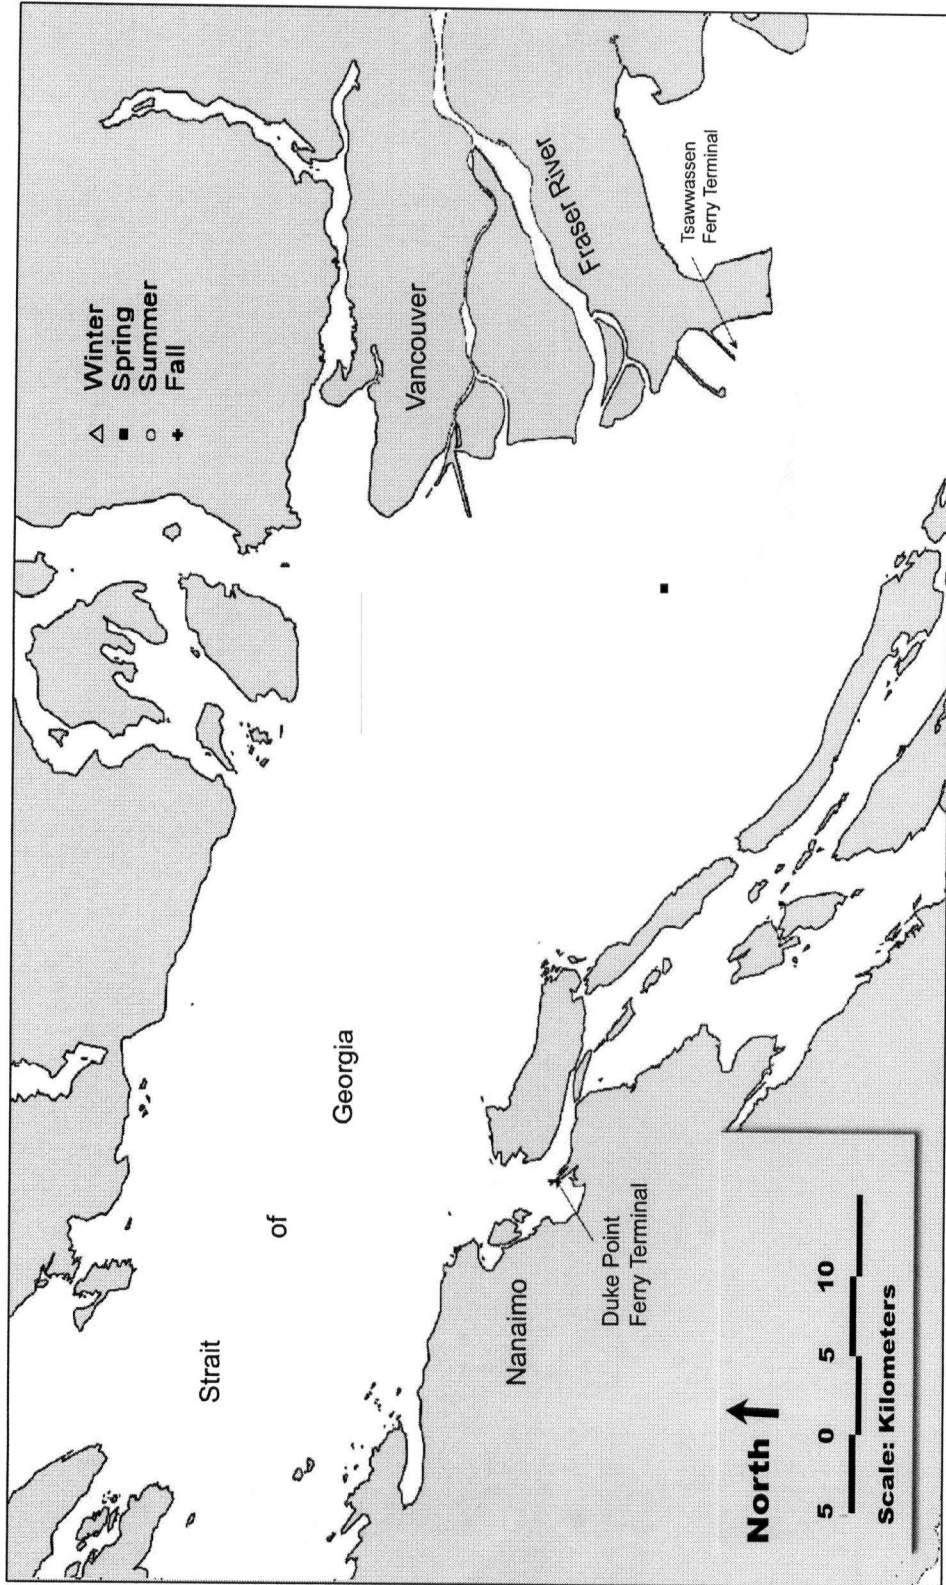 Winter
Spring
Summer
Fall
Vancouver
Fraser River
Tsawwassen
Ferry Terminal
Strait
of
Georgia
Nanaimo
Duke Point
Ferry Terminal
North
5 0 5 10
Scale: Kilometers